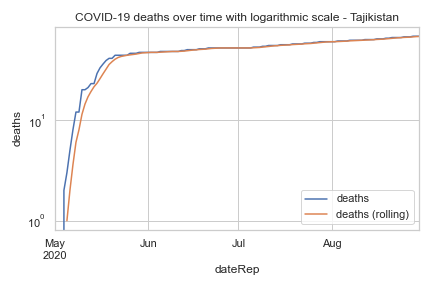 COVID-19 deaths over time with logarithmic scale - Tajikistan
deaths
10¹
10⁰
deaths
deaths (rolling)
May Jun Jul Aug
2020
dateRep